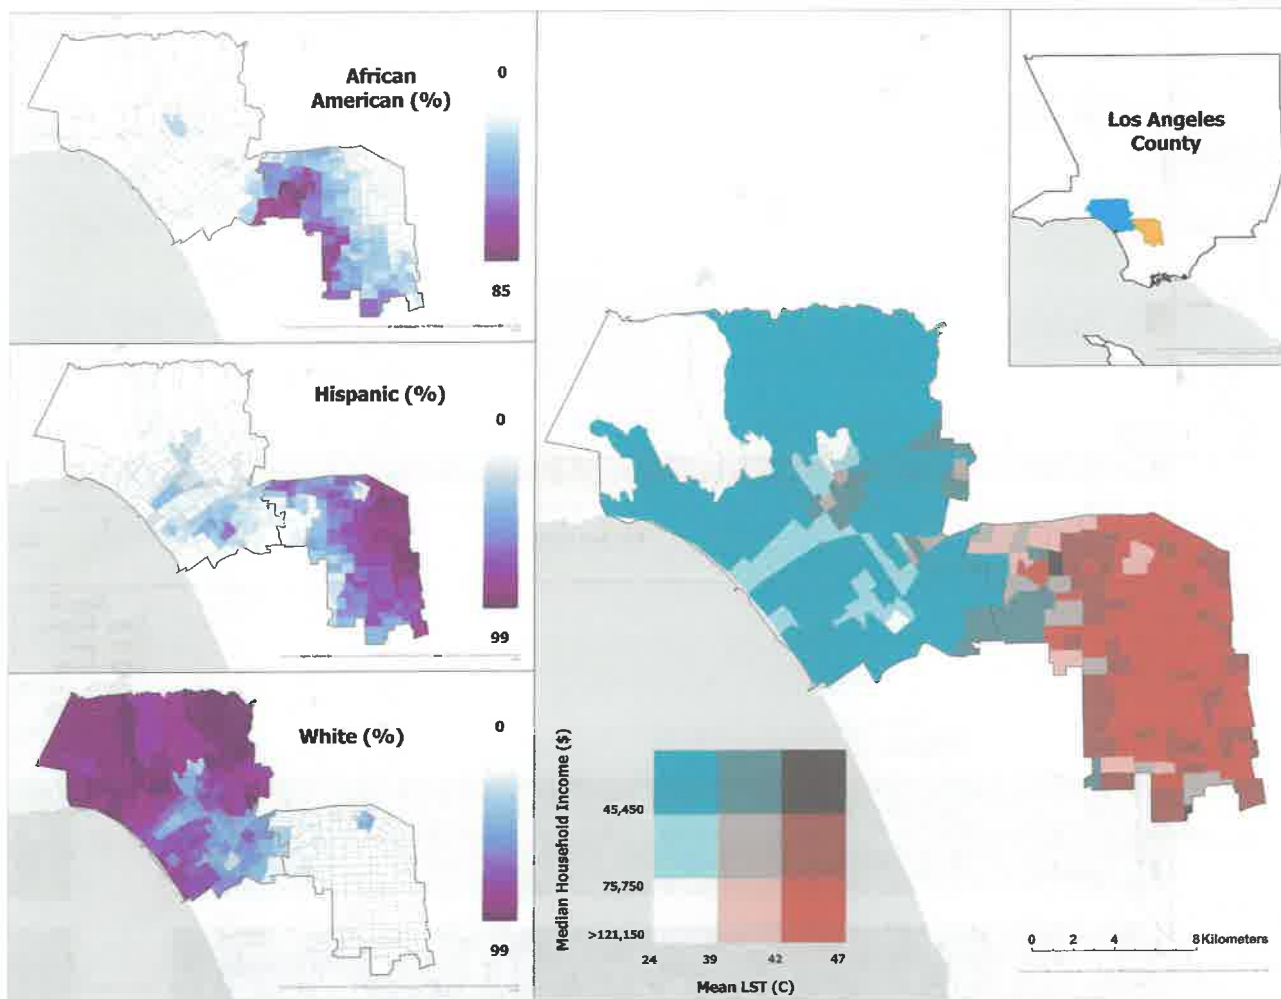 African
American (%)
0
85
Hispanic (%)
0
99
White (%)
0
99
Los Angeles
County
Median Household Income ($)
45,450
75,750
>121,150
24
39
42
47
Mean LST (C)
0
2
4
8 Kilometers